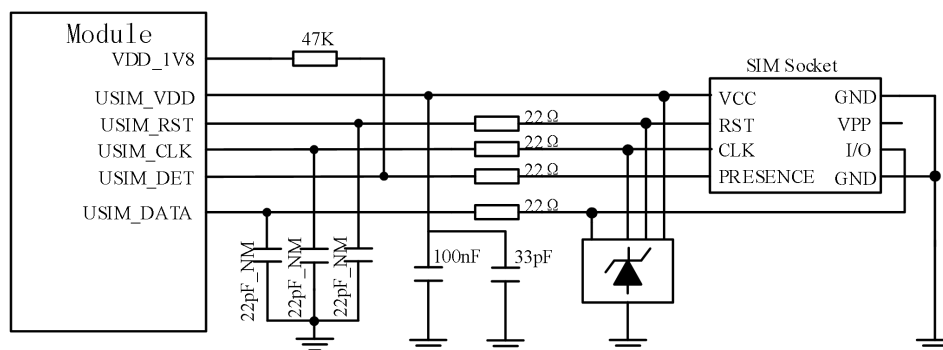 Module
47K
VDD_1V8
SIM Socket
USIM_VDD
VCC
GND
USIM_RST
22Ω
RST
VPP
USIM_CLK
22Ω
CLK
I/O
USIM_DET
22Ω
PRESENCE
GND
USIM_DATA
22Ω
22pF_NM
22pF_NM
22pF_NM
100nF
33pF